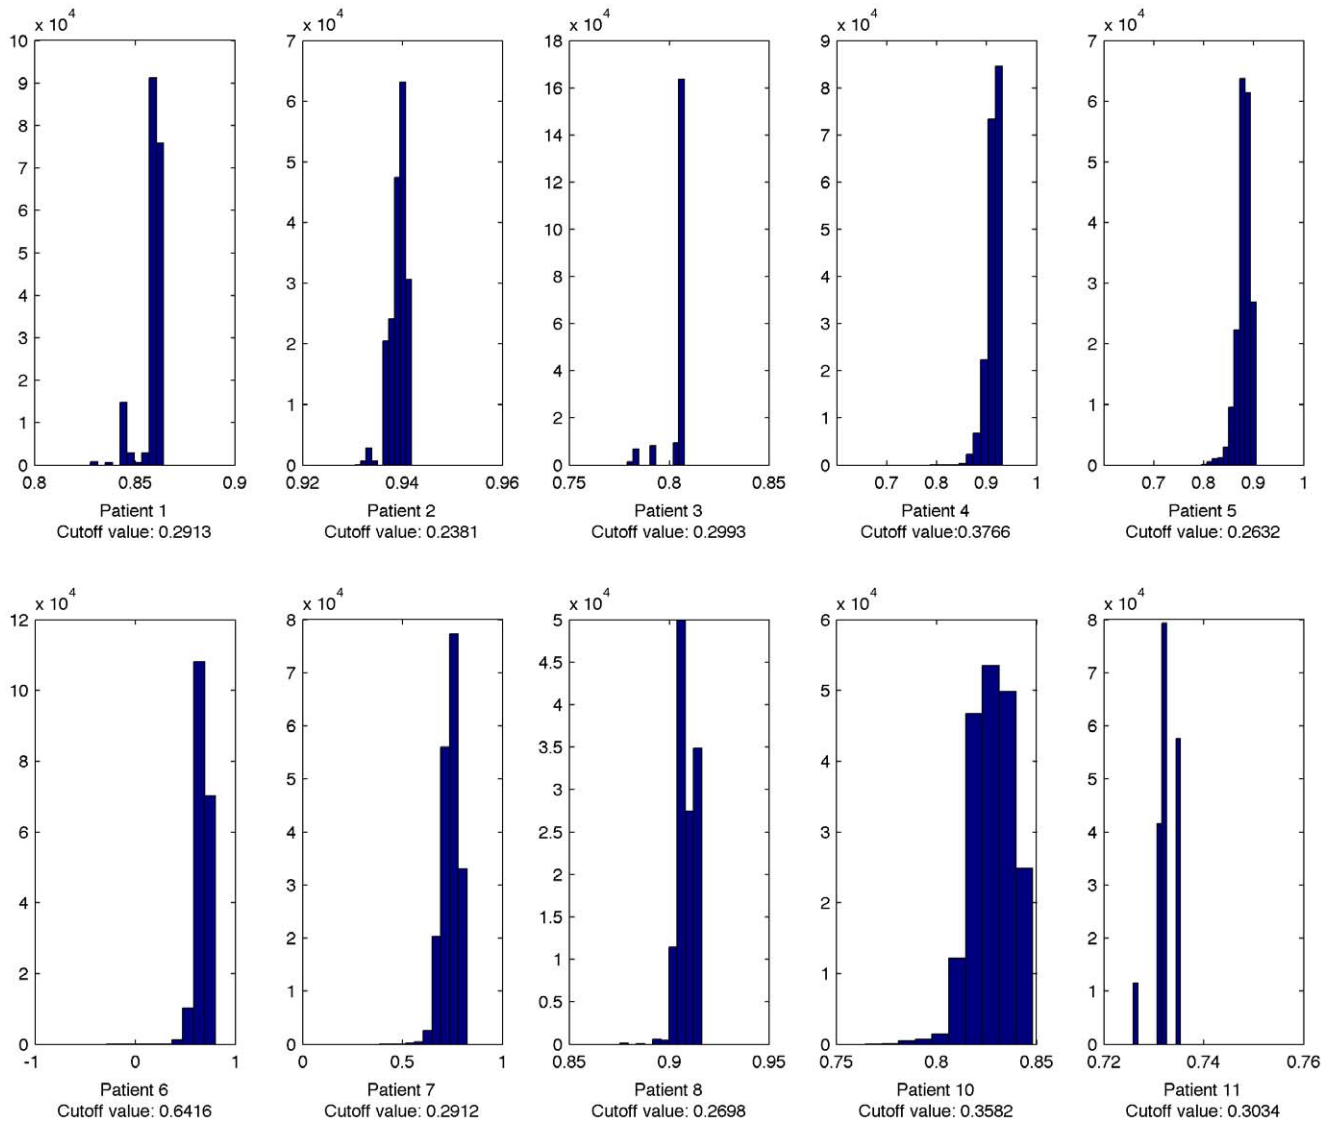 x 10^4 x 10^4 x 10^4 x 10^4 x 10^4
10 9 8 7 6 5 4 3 2 1 0
0.8 0.85 0.9
Patient 1
Cutoff value: 0.2913
7 6 5 4 3 2 1 0
0.92 0.94 0.96
Patient 2
Cutoff value: 0.2381
18 16 14 12 10 8 6 4 2 0
0.75 0.8 0.85
Patient 3
Cutoff value: 0.2993
9 8 7 6 5 4 3 2 1 0
0.7 0.8 0.9 1
Patient 4
Cutoff value:0.3766
7 6 5 4 3 2 1 0
0.7 0.8 0.9 1
Patient 5
Cutoff value: 0.2632
x 10^4 x 10^4 x 10^4 x 10^4 x 10^4
12 10 8 6 4 2 0
-1 0 1
Patient 6
Cutoff value: 0.6416
8 7 6 5 4 3 2 1 0
0 0.5 1
Patient 7
Cutoff value: 0.2912
5 4.5 4 3.5 3 2.5 2 1.5 1 0.5 0
0.85 0.9 0.95
Patient 8
Cutoff value: 0.2698
6 5 4 3 2 1 0
0.75 0.8 0.85
Patient 10
Cutoff value: 0.3582
8 7 6 5 4 3 2 1 0
0.72 0.74 0.76
Patient 11
Cutoff value: 0.3034